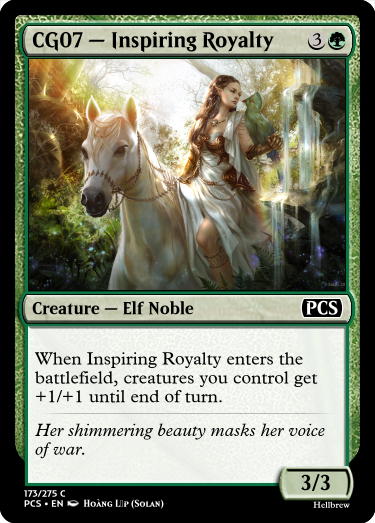 CG07 — Inspiring Royalty 3
Creature — Elf Noble PCS
When Inspiring Royalty enters the
battlefield, creatures you control get
+1/+1 until end of turn.
Her shimmering beauty masks her voice
of war.
3/3
173/275 C
PCS • EN Hoàng Lập (Solan)
Hellbrew